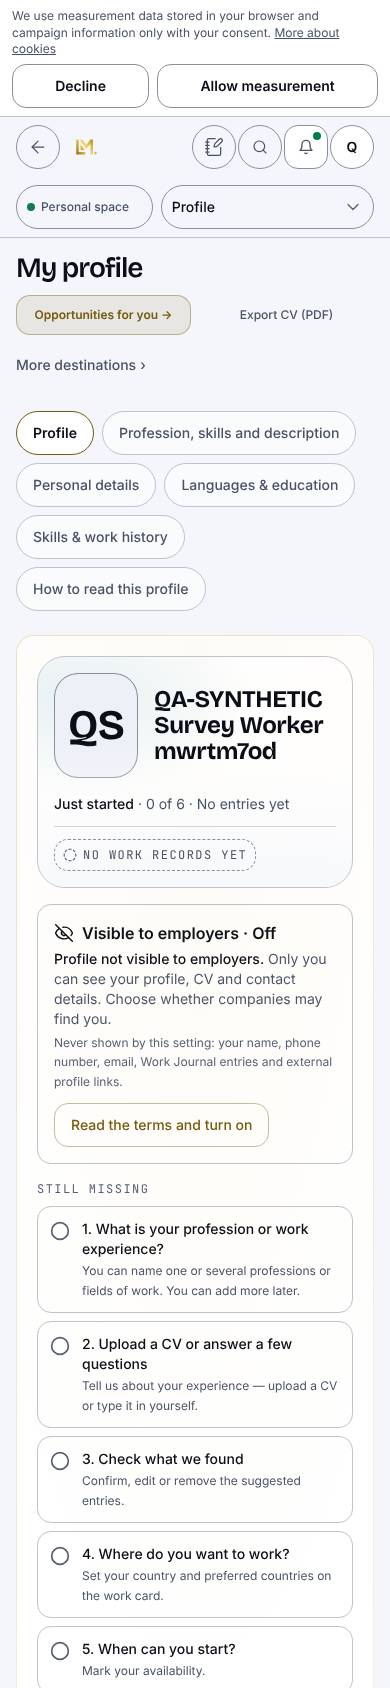 We use measurement data stored in your browser and
campaign information only with your consent. More about
cookies
Decline
Allow measurement
LM.
Q
Personal space
Profile
My profile
Opportunities for you →
Export CV (PDF)
More destinations ›
Profile
Profession, skills and description
Personal details
Languages & education
Skills & work history
How to read this profile
QS
QA-SYNTHETIC
Survey Worker
mwrtm7od
Just started · 0 of 6 · No entries yet
NO WORK RECORDS YET
Visible to employers · Off
Profile not visible to employers. Only you
can see your profile, CV and contact
details. Choose whether companies may
find you.
Never shown by this setting: your name, phone
number, email, Work Journal entries and external
profile links.
Read the terms and turn on
STILL MISSING
1. What is your profession or work
experience?
You can name one or several professions or
fields of work. You can add more later.
2. Upload a CV or answer a few
questions
Tell us about your experience — upload a CV
or type it in yourself.
3. Check what we found
Confirm, edit or remove the suggested
entries.
4. Where do you want to work?
Set your country and preferred countries on
the work card.
5. When can you start?
Mark your availability.